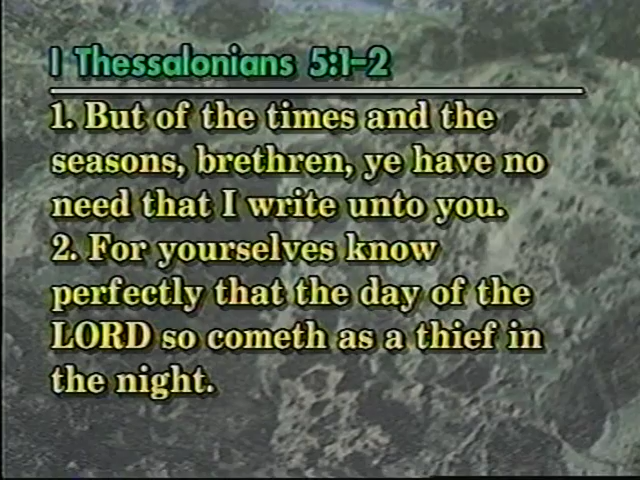 I Thessalonians 5:1-2
1. But of the times and the
seasons, brethren, ye have no
need that I write unto you.
2. For yourselves know
perfectly that the day of the
LORD so cometh as a thief in
the night.